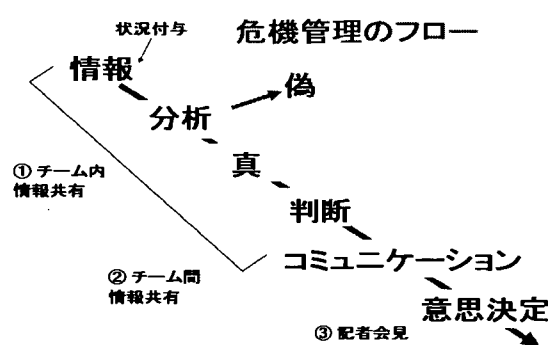 状況付与
危機管理のフロー
情報
偽
分析
真
① チーム内
情報共有
判断
コミュニケーション
② チーム間
情報共有
意思決定
③ 記者会見